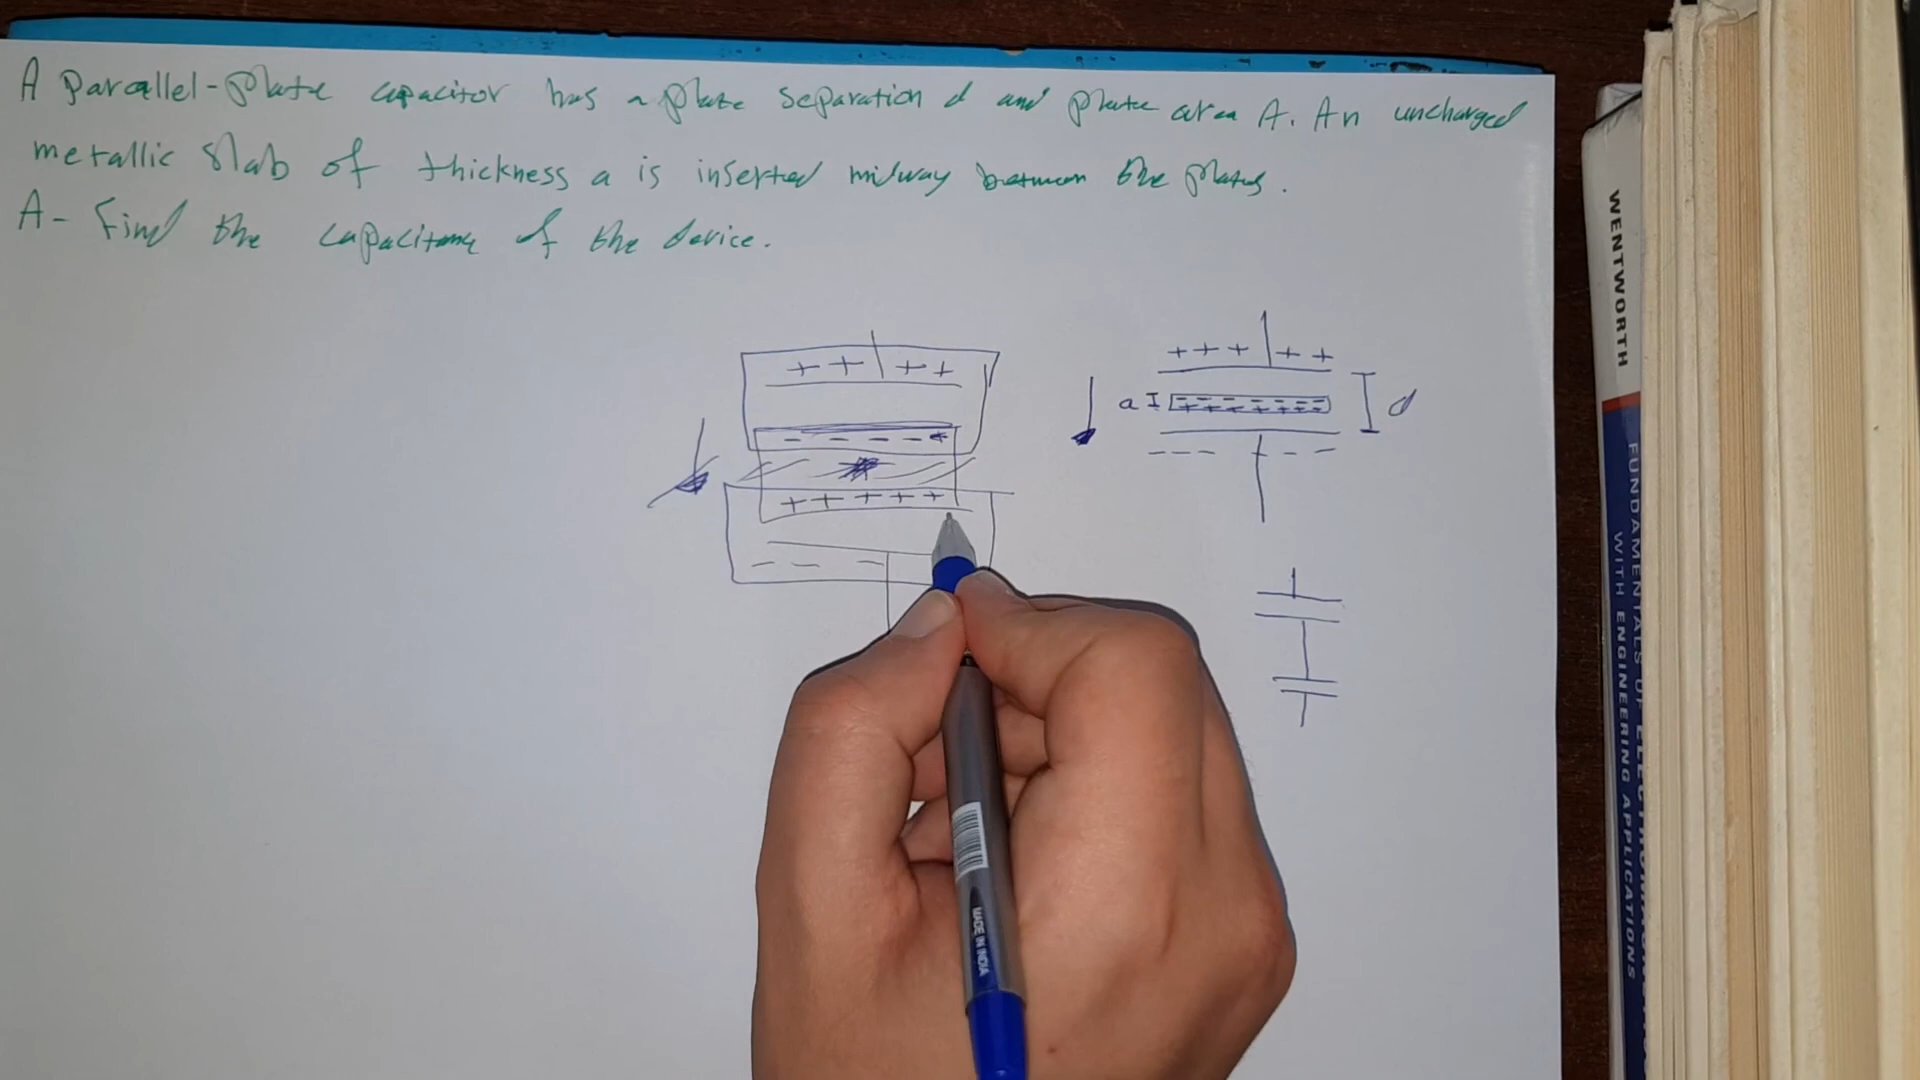 A Parallel-plate capacitor has a plate separation d and plate area A. An uncharged
metallic slab of thickness a is inserted midway between the plates.
A- Find the capacitance of the device.
+ + + +
- - - - -
+ + + + +
- - - -
+ + + + +
a
d
- - - - - -
+ + + + + + +
- - - - - -
WENTWORTH
FUNDAMENTALS OF
WITH ENGINEERING APPLICATIONS
MADE IN INDIA